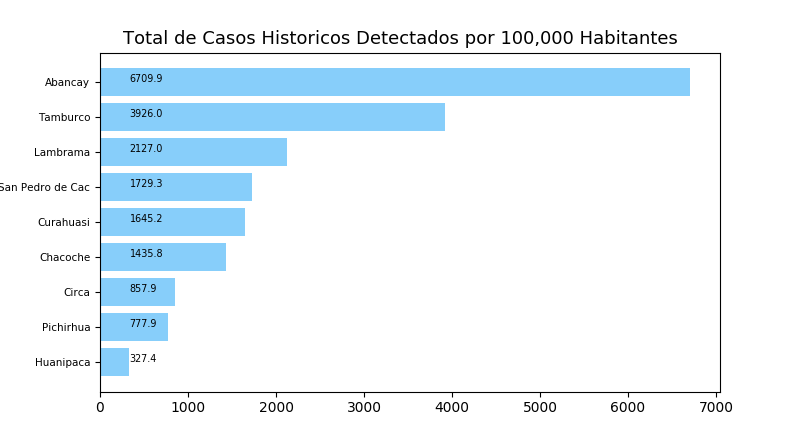 Total de Casos Historicos Detectados por 100,000 Habitantes
Abancay 6709.9
Tamburco 3926.0
Lambrama 2127.0
San Pedro de Cac 1729.3
Curahuasi 1645.2
Chacoche 1435.8
Circa 857.9
Pichirhua 777.9
Huanipaca 327.4
0 1000 2000 3000 4000 5000 6000 7000